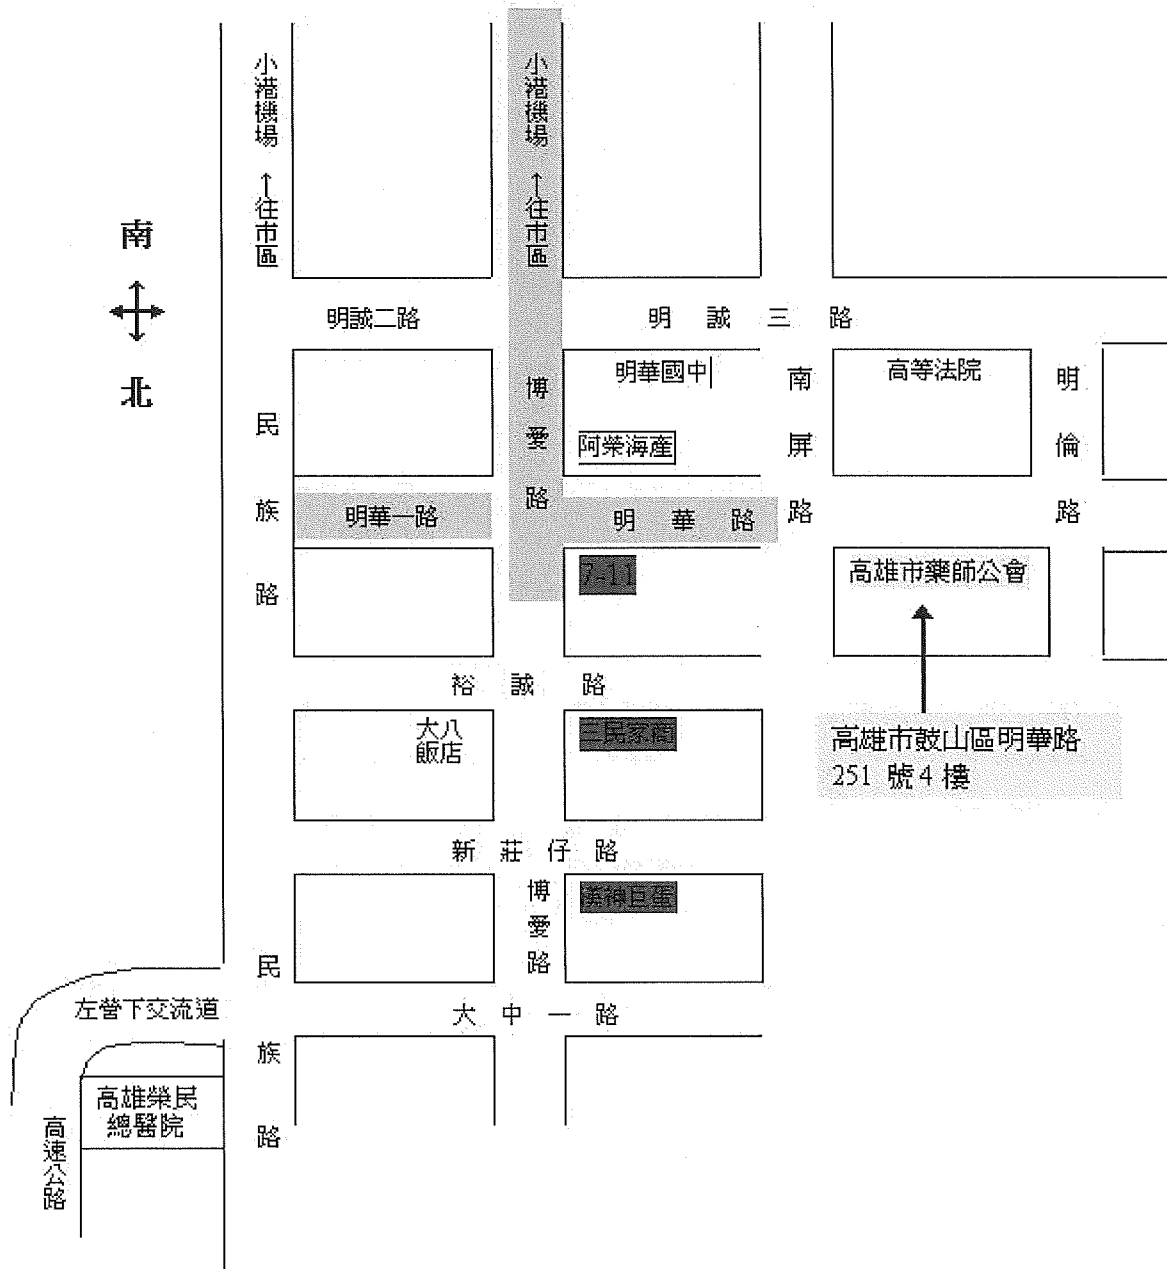 小港機場 ↑往市區
小港機場 ↑往市區
南
北
明誠二路
明誠三路
民族路
博愛路
明華國中
阿榮海產
南屏路
高等法院
明倫路
明華一路
明華路
7-11
高雄市藥師公會
裕誠路
大八
飯店
三民家商
高雄市鼓山區明華路
251 號 4 樓
新莊仔路
博愛路
漢神巨蛋
民族路
左營下交流道
大中一路
高雄榮民
總醫院
高速公路